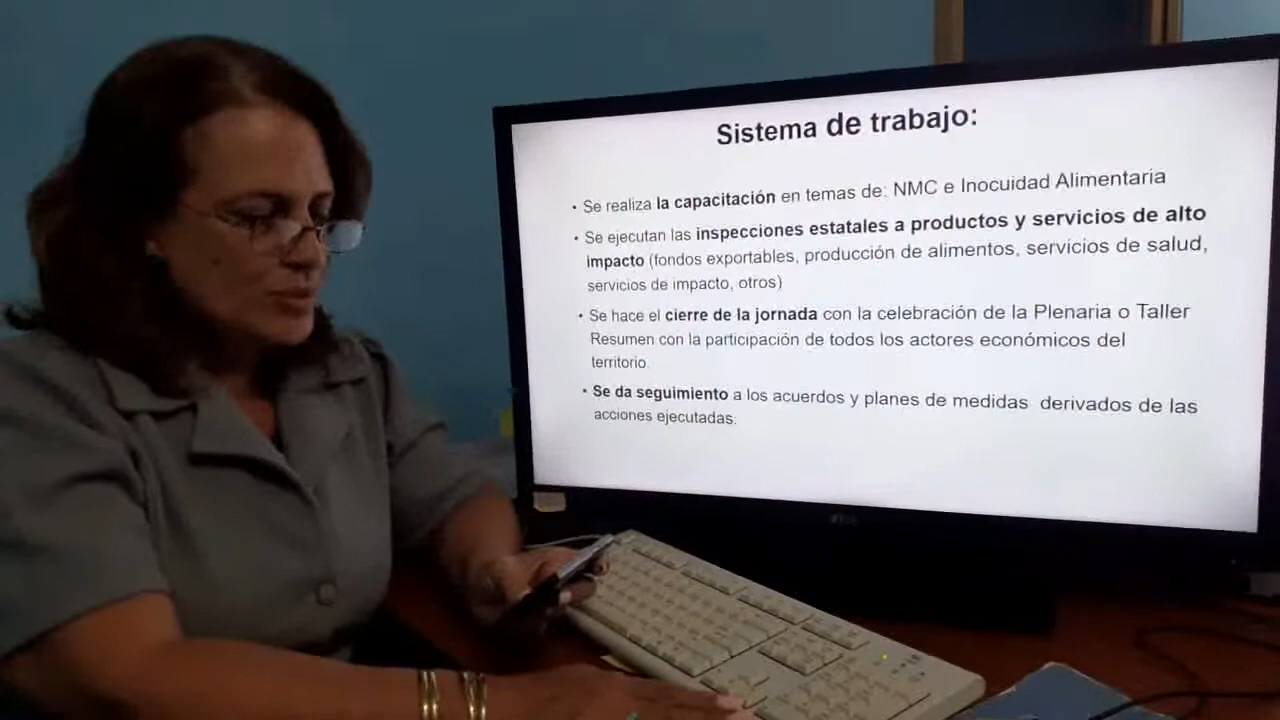 Sistema de trabajo:
• Se realiza la capacitación en temas de: NMC e Inocuidad Alimentaria
• Se ejecutan las inspecciones estatales a productos y servicios de alto
impacto (fondos exportables, producción de alimentos, servicios de salud,
servicios de impacto, otros)
• Se hace el cierre de la jornada con la celebración de la Plenaria o Taller
Resumen con la participación de todos los actores económicos del
territorio.
• Se da seguimiento a los acuerdos y planes de medidas derivados de las
acciones ejecutadas.